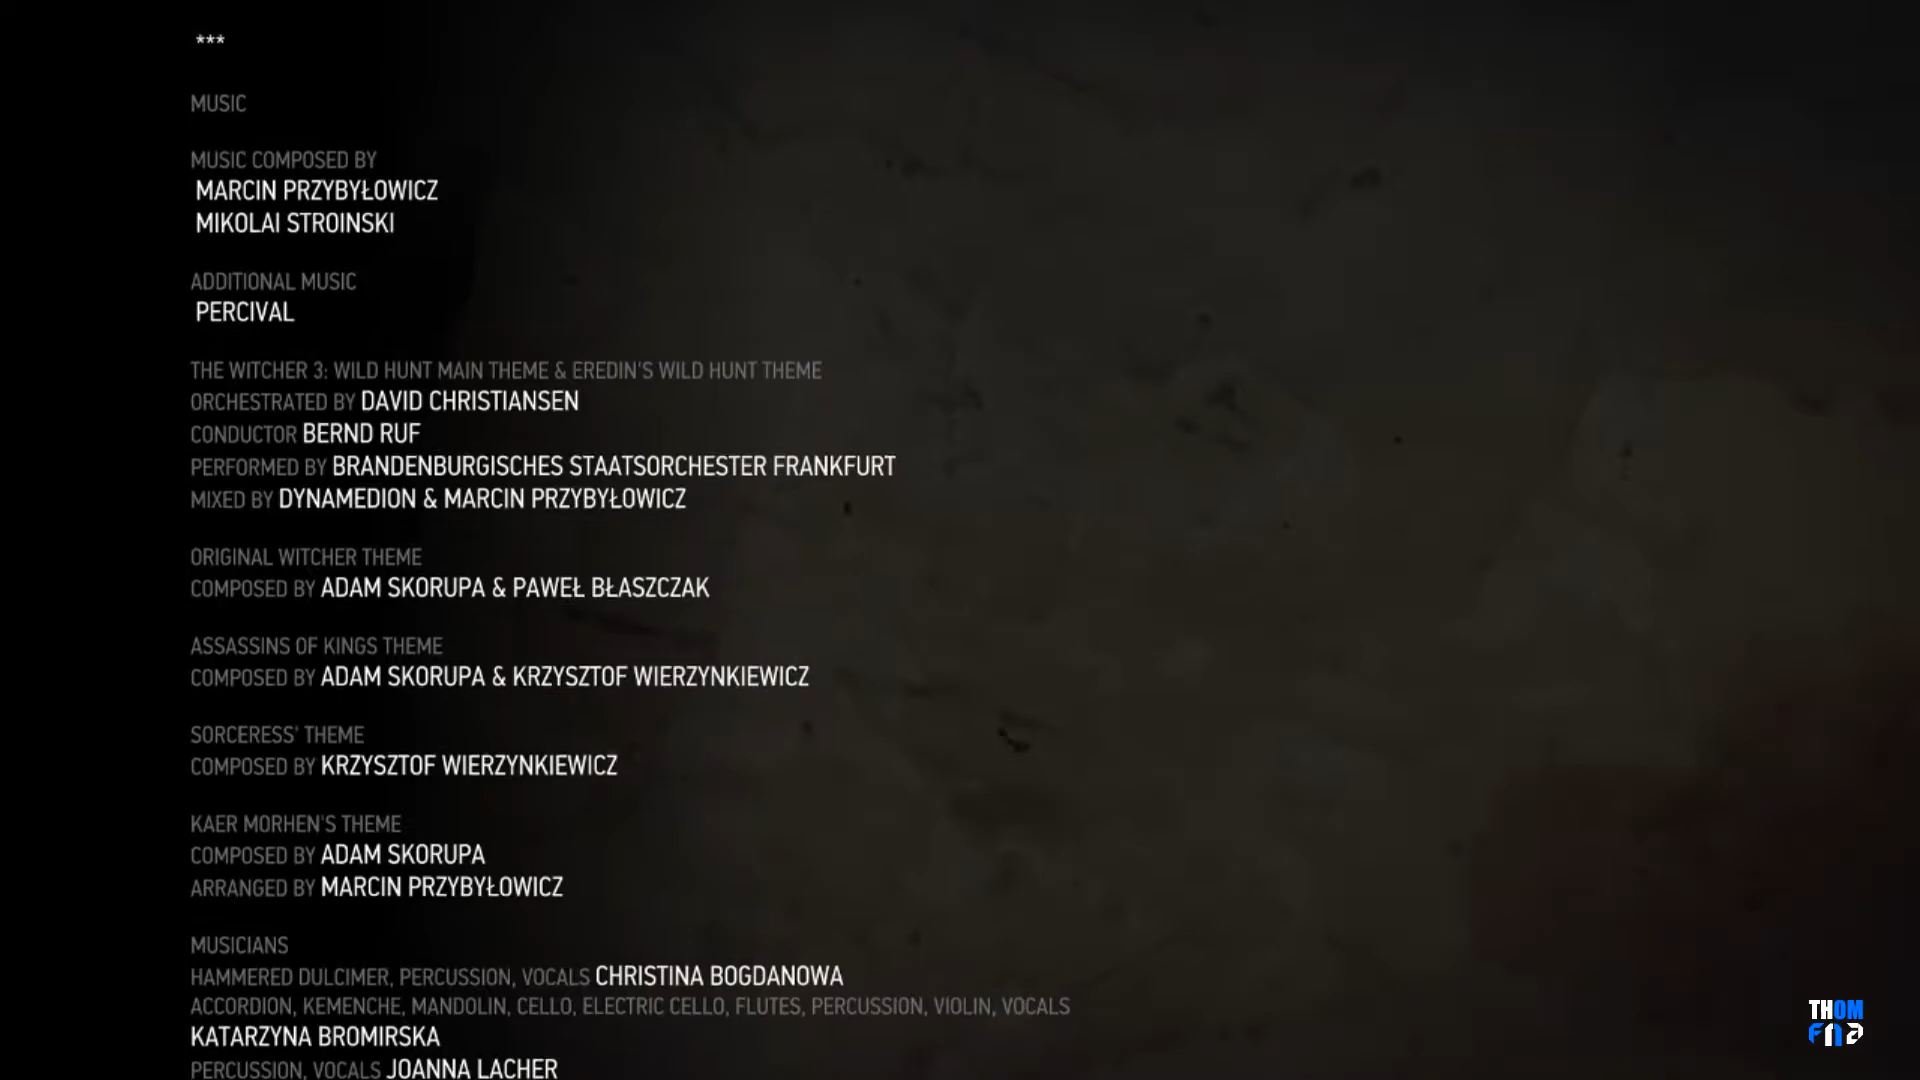 ***
MUSIC
MUSIC COMPOSED BY
MARCIN PRZYBYŁOWICZ
MIKOLAI STROINSKI
ADDITIONAL MUSIC
PERCIVAL
THE WITCHER 3: WILD HUNT MAIN THEME & EREDIN'S WILD HUNT THEME
ORCHESTRATED BY DAVID CHRISTIANSEN
CONDUCTOR BERND RUF
PERFORMED BY BRANDENBURGISCHES STAATSORCHESTER FRANKFURT
MIXED BY DYNAMEDION & MARCIN PRZYBYŁOWICZ
ORIGINAL WITCHER THEME
COMPOSED BY ADAM SKORUPA & PAWEŁ BŁASZCZAK
ASSASSINS OF KINGS THEME
COMPOSED BY ADAM SKORUPA & KRZYSZTOF WIERZYNKIEWICZ
SORCERESS' THEME
COMPOSED BY KRZYSZTOF WIERZYNKIEWICZ
KAER MORHEN'S THEME
COMPOSED BY ADAM SKORUPA
ARRANGED BY MARCIN PRZYBYŁOWICZ
MUSICIANS
HAMMERED DULCIMER, PERCUSSION, VOCALS CHRISTINA BOGDANOWA
ACCORDION, KEMENCHE, MANDOLIN, CELLO, ELECTRIC CELLO, FLUTES, PERCUSSION, VIOLIN, VOCALS
KATARZYNA BROMIRSKA
PERCUSSION, VOCALS JOANNA LACHER
THOM